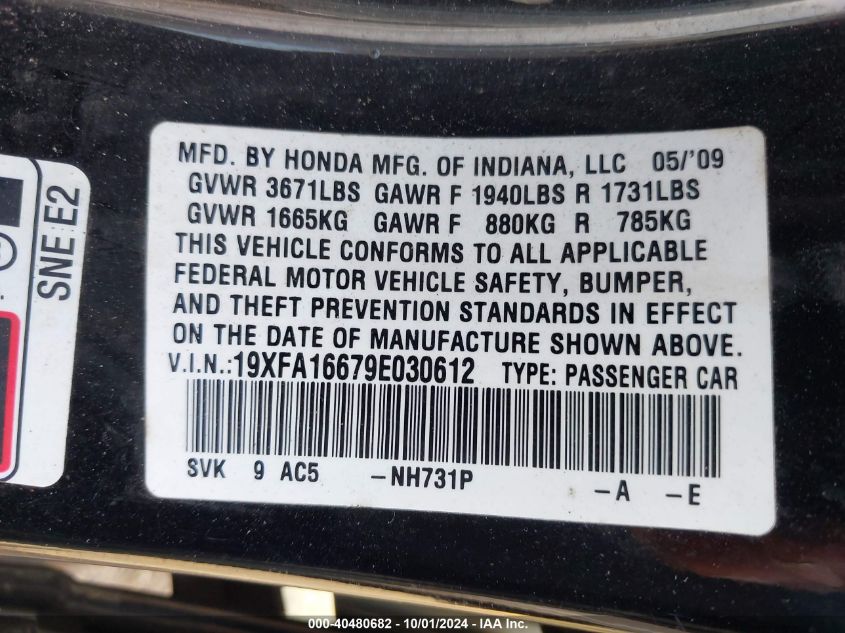 MFD. BY HONDA MFG. OF INDIANA, LLC 05/'09
GVWR 3671LBS GAWR F 1940LBS R 1731LBS
GVWR 1665KG GAWR F 880KG R 785KG
THIS VEHICLE CONFORMS TO ALL APPLICABLE
FEDERAL MOTOR VEHICLE SAFETY, BUMPER,
AND THEFT PREVENTION STANDARDS IN EFFECT
ON THE DATE OF MANUFACTURE SHOWN ABOVE.
V.I.N.:19XFA16679E030612 TYPE: PASSENGER CAR
SVK 9 AC5 -NH731P -A -E
SNE E2
000-40480682 - 10/01/2024 - IAA Inc.